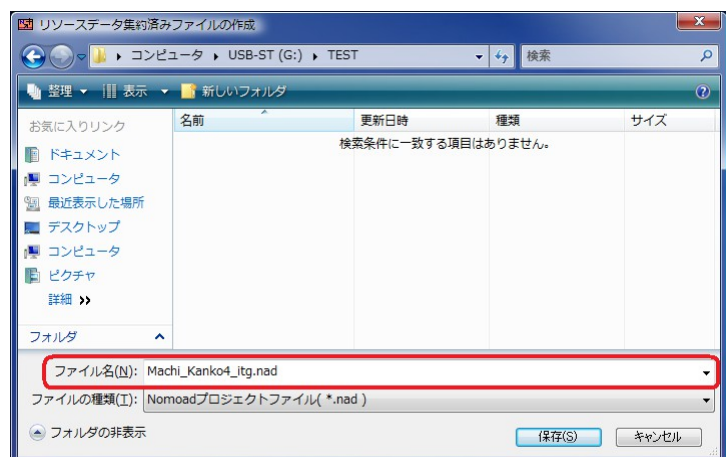 リソースデータ集約済みファイルの作成
コンピュータ ▸ USB-ST (G:) ▸ TEST
検索
整理 表示 新しいフォルダ
お気に入りリンク
名前 更新日時 種類 サイズ
検索条件に一致する項目はありません。
ドキュメント
コンピュータ
最近表示した場所
デスクトップ
コンピュータ
ピクチャ
詳細 »
フォルダ
ファイル名(N): Machi_Kanko4_itg.nad
ファイルの種類(T): Nomoadプロジェクトファイル( *.nad )
フォルダの非表示
保存(S) キャンセル